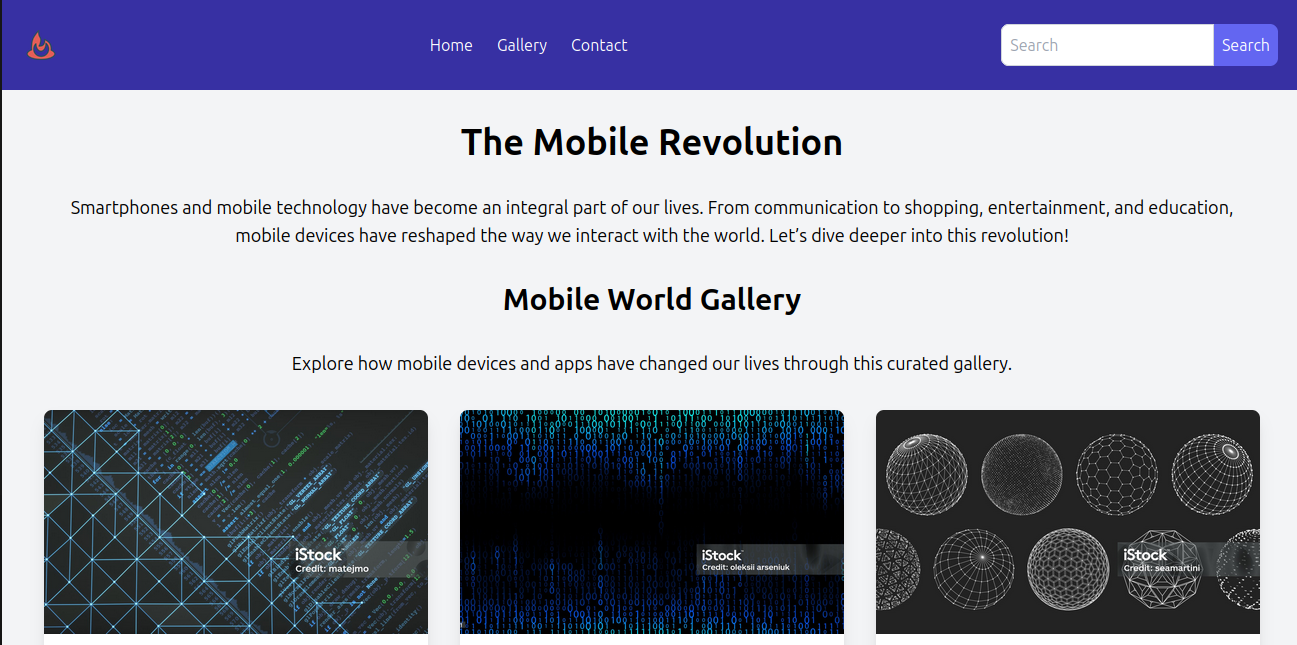 Home Gallery Contact Search Search
The Mobile Revolution
Smartphones and mobile technology have become an integral part of our lives. From communication to shopping, entertainment, and education,
mobile devices have reshaped the way we interact with the world. Let’s dive deeper into this revolution!
Mobile World Gallery
Explore how mobile devices and apps have changed our lives through this curated gallery.
iStock
Credit: matejmo
iStock
Credit: oleksii arseniuk
iStock
Credit: seamartini